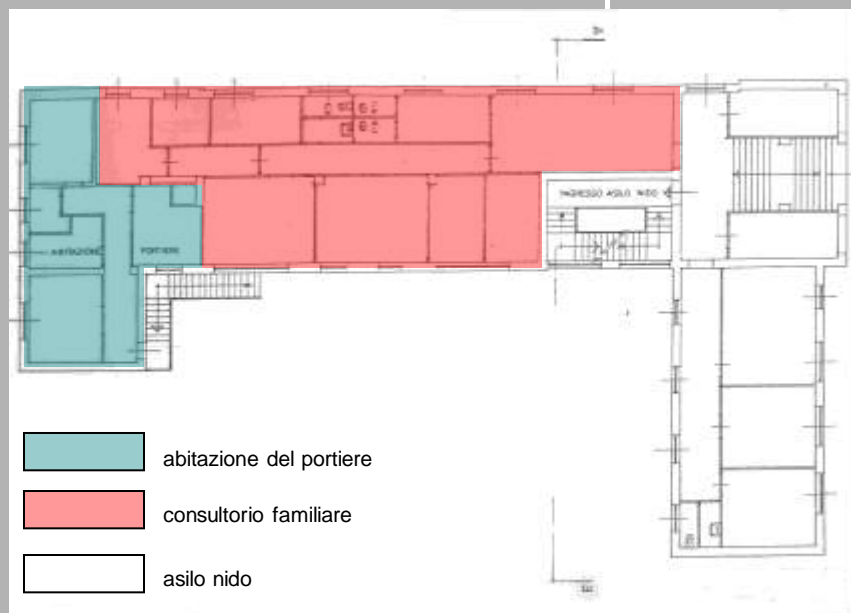 A
INGRESSO ASILO NIDO
ABITAZIONE PORTIERE
abitazione del portiere
consultorio familiare
asilo nido
B